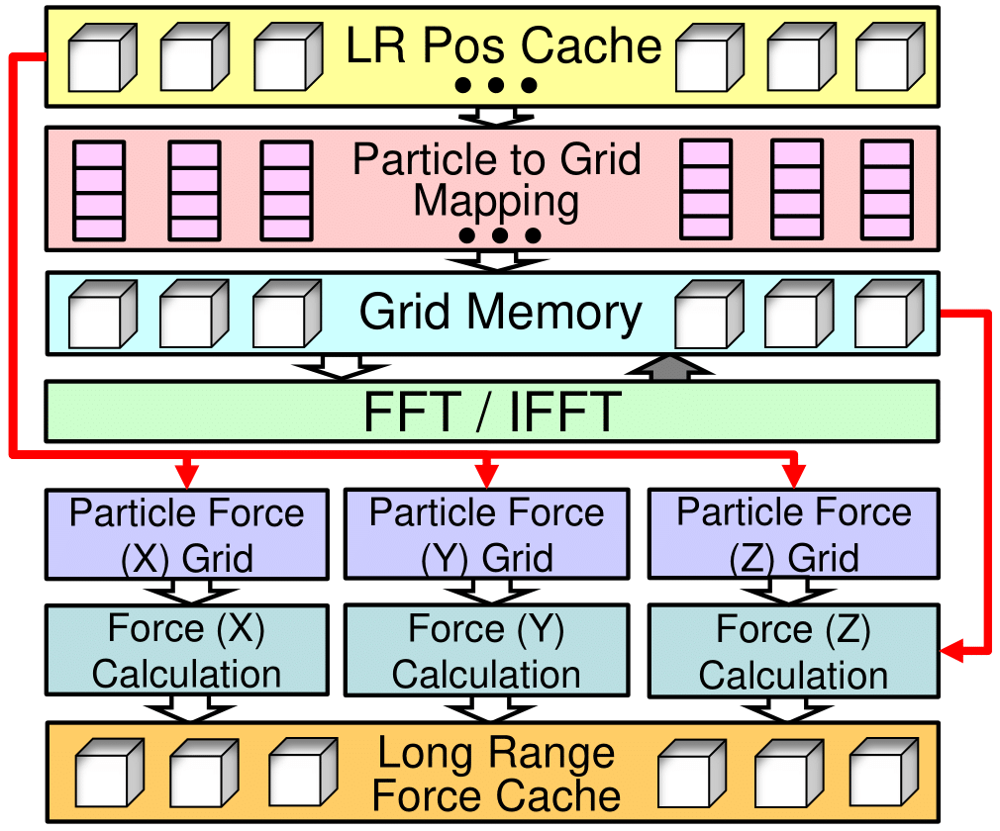 LR Pos Cache
• • •
Particle to Grid
Mapping
• • •
Grid Memory
FFT / IFFT
Particle Force
(X) Grid
Particle Force
(Y) Grid
Particle Force
(Z) Grid
Force (X)
Calculation
Force (Y)
Calculation
Force (Z)
Calculation
Long Range
Force Cache